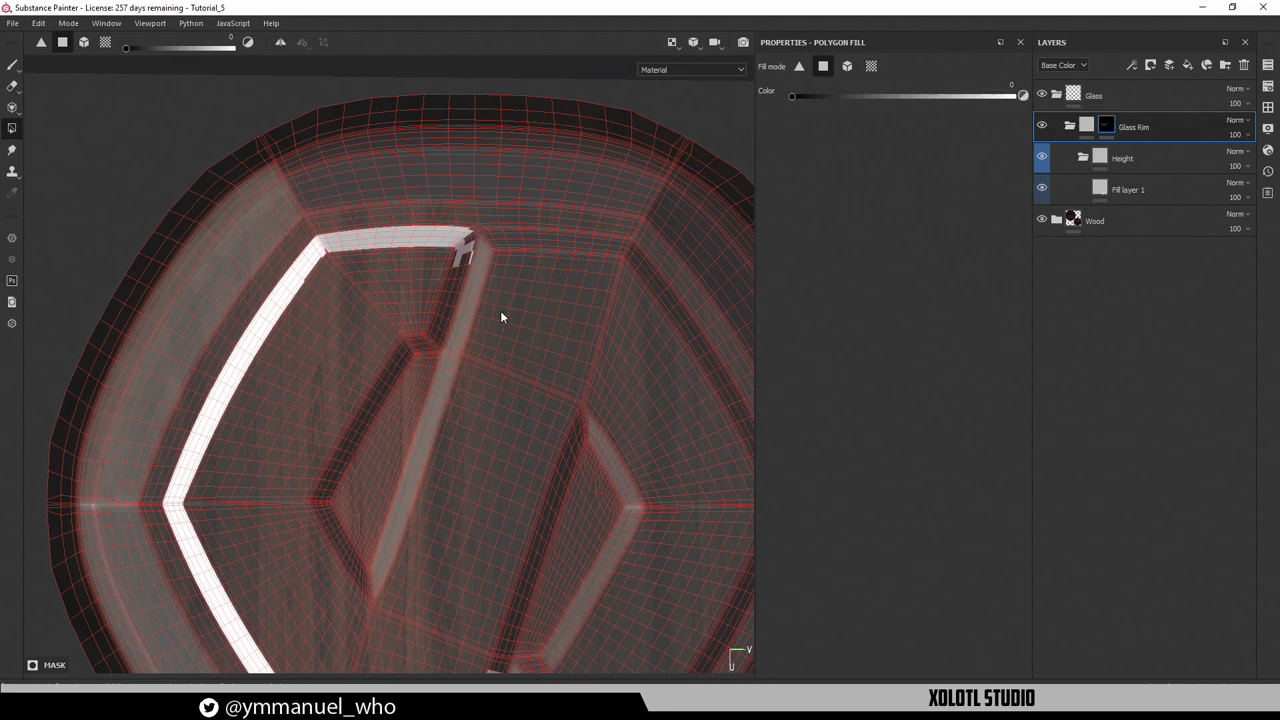 Substance Painter - License: 257 days remaining - Tutorial_5
File Edit Mode Window Viewport Python JavaScript Help
0
Material
PROPERTIES - POLYGON FILL
Fill mode
Color
0
LAYERS
Base Color
Glass
Norm
100
Glass Rim
Norm
100
Height
Norm
100
Fill layer 1
Norm
100
Wood
Norm
100
Ps
V
U
MASK
@ymmanuel_who
XOLOTL STUDIO